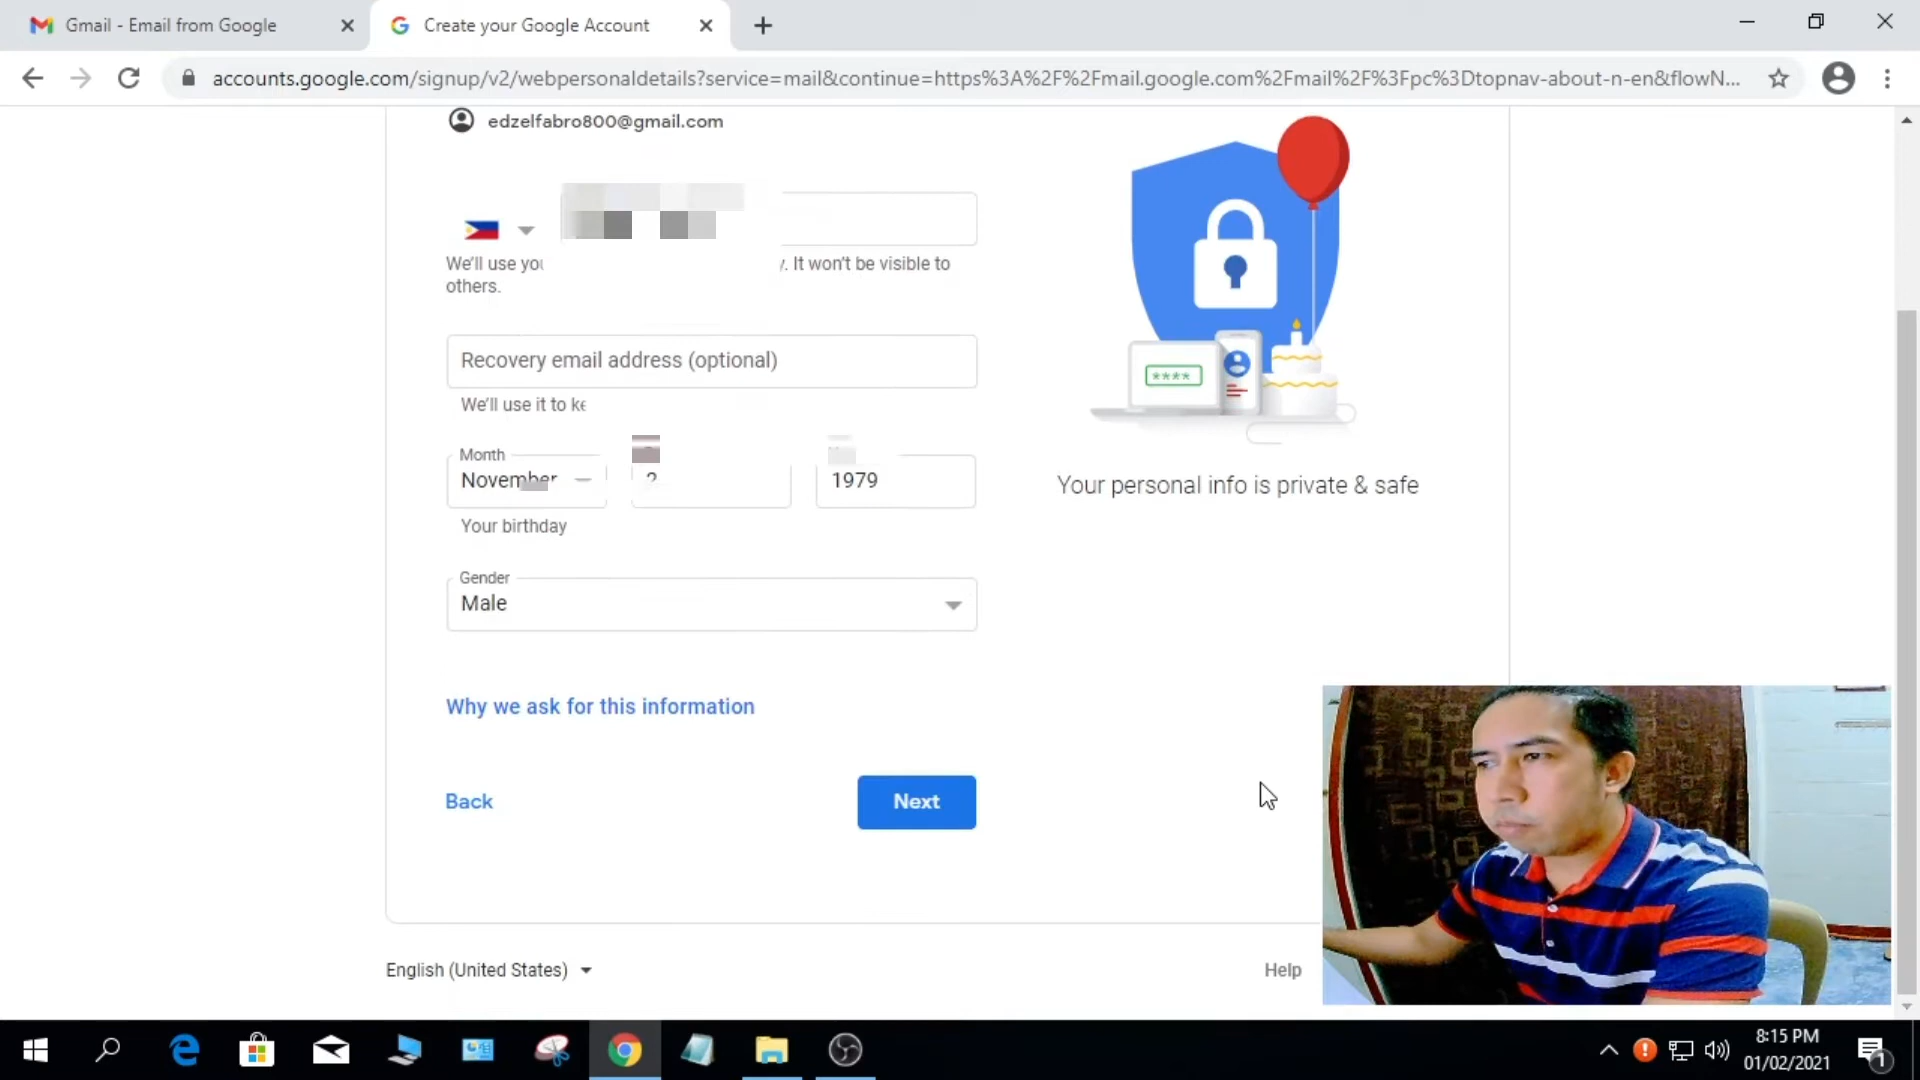 Gmail - Email from Google
Create your Google Account
accounts.google.com/signup/v2/webpersonaldetails?service=mail&continue=https%3A%2F%2Fmail.google.com%2Fmail%2F%3Fpc%3Dtopnav-about-n-en&flowN...
edzelfabro800@gmail.com
We'll use
. It won't be visible to
others.
Recovery email address (optional)
We'll use it to
Month
November
2
1979
Your birthday
Gender
Male
Why we ask for this information
Back
Next
****
Your personal info is private & safe
English (United States)
Help
8:15 PM
01/02/2021
1